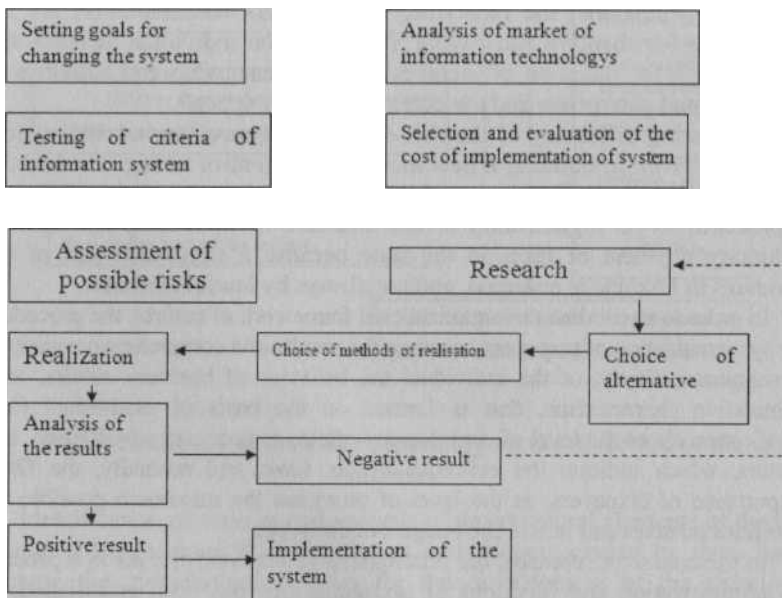 Setting goals for
changing the system
Analysis of market of
information technologys
Testing of criteria of
information system
Selection and evaluation of the
cost of implementation of system
Assessment of
possible risks
Research
Realization
Choice of methods of realisation
Choice of
alternative
Analysis of
the results
Negative result
Positive result
Implementation of the
system